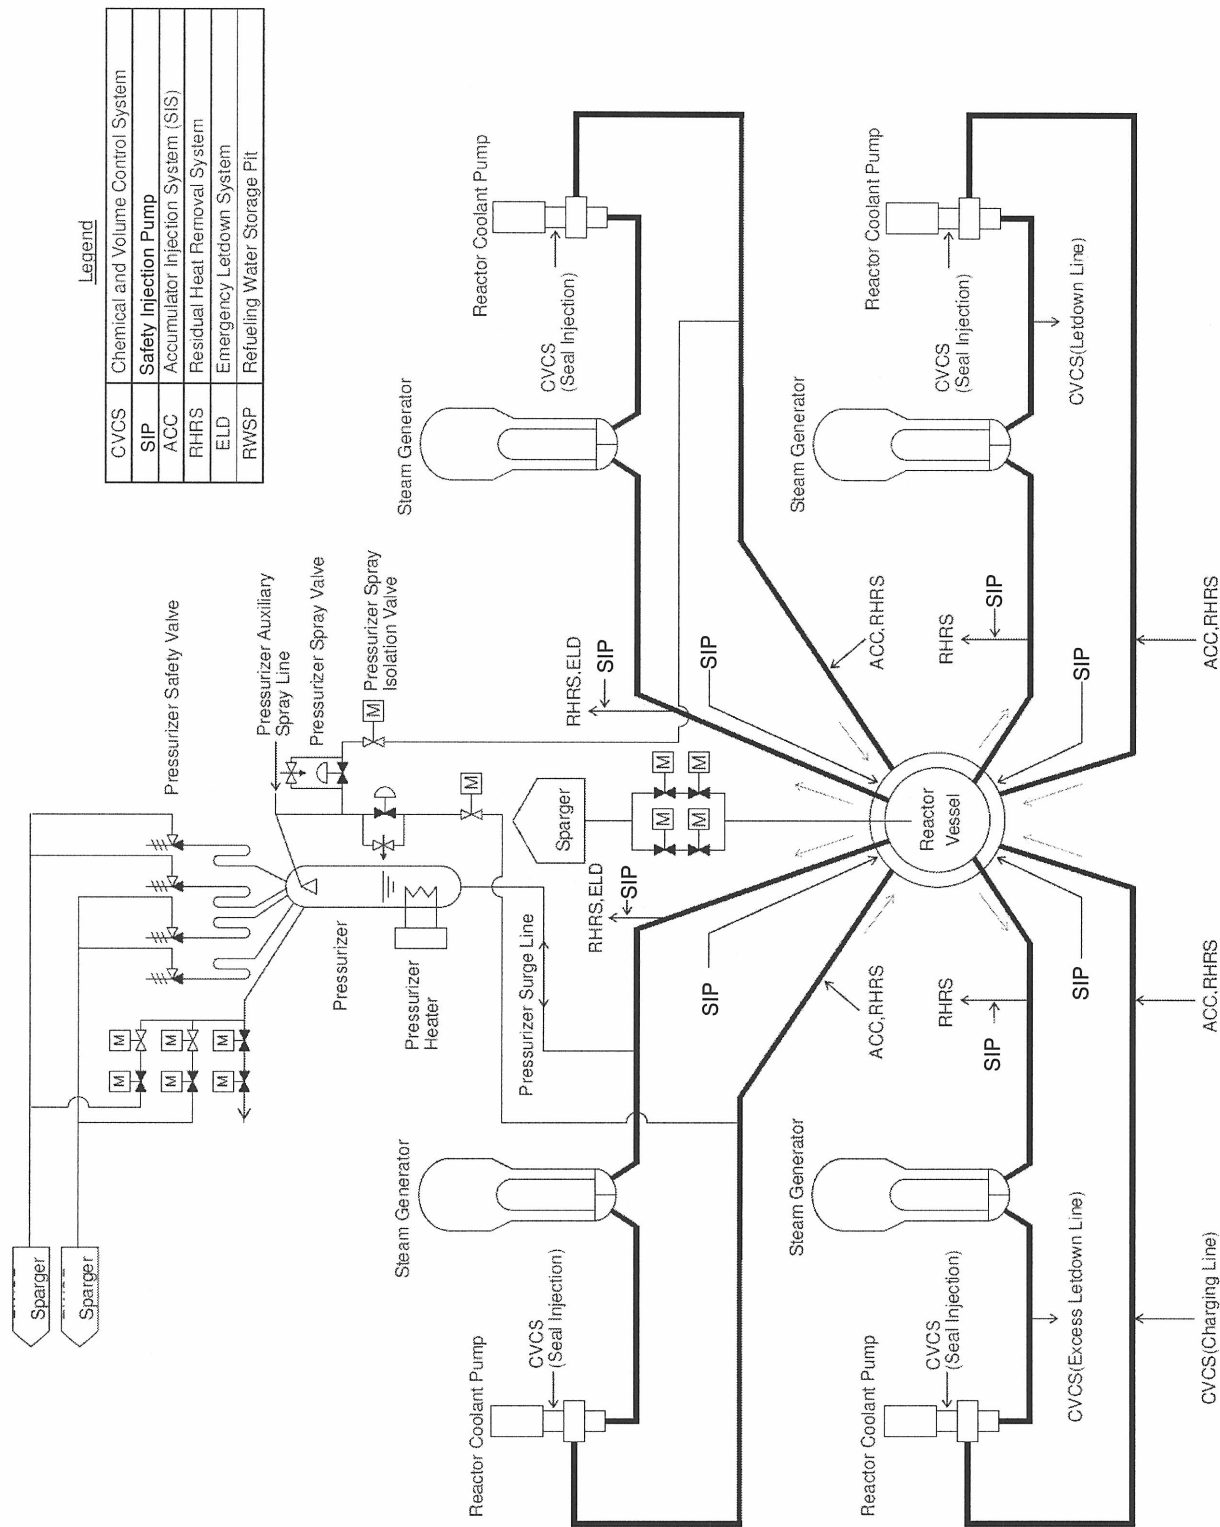 Legend
CVCS Chemical and Volume Control System
SIP Safety Injection Pump
ACC Accumulator Injection System (SIS)
RHRS Residual Heat Removal System
ELD Emergency Letdown System
RWSP Refueling Water Storage Pit
Sparger
Sparger
M
M
M
M
M
M
Pressurizer Safety Valve
Pressurizer Auxiliary
Spray Line
Pressurizer Spray Valve
Pressurizer Spray
Isolation Valve
M
Pressurizer
Pressurizer
Heater
M
Pressurizer Surge Line
Steam Generator
Steam Generator
Reactor Coolant Pump
Reactor Coolant Pump
CVCS
(Seal Injection)
CVCS
(Seal Injection)
Sparger
M
M
M
M
RHRS,ELD
SIP
RHRS,ELD
SIP
SIP
SIP
ACC,RHRS
ACC,RHRS
Reactor
Vessel
Steam Generator
Steam Generator
Reactor Coolant Pump
Reactor Coolant Pump
CVCS
(Seal Injection)
CVCS
(Seal Injection)
RHRS
SIP
RHRS
SIP
SIP
SIP
CVCS(Excess Letdown Line)
CVCS(Letdown Line)
CVCS(Charging Line)
ACC,RHRS
ACC,RHRS